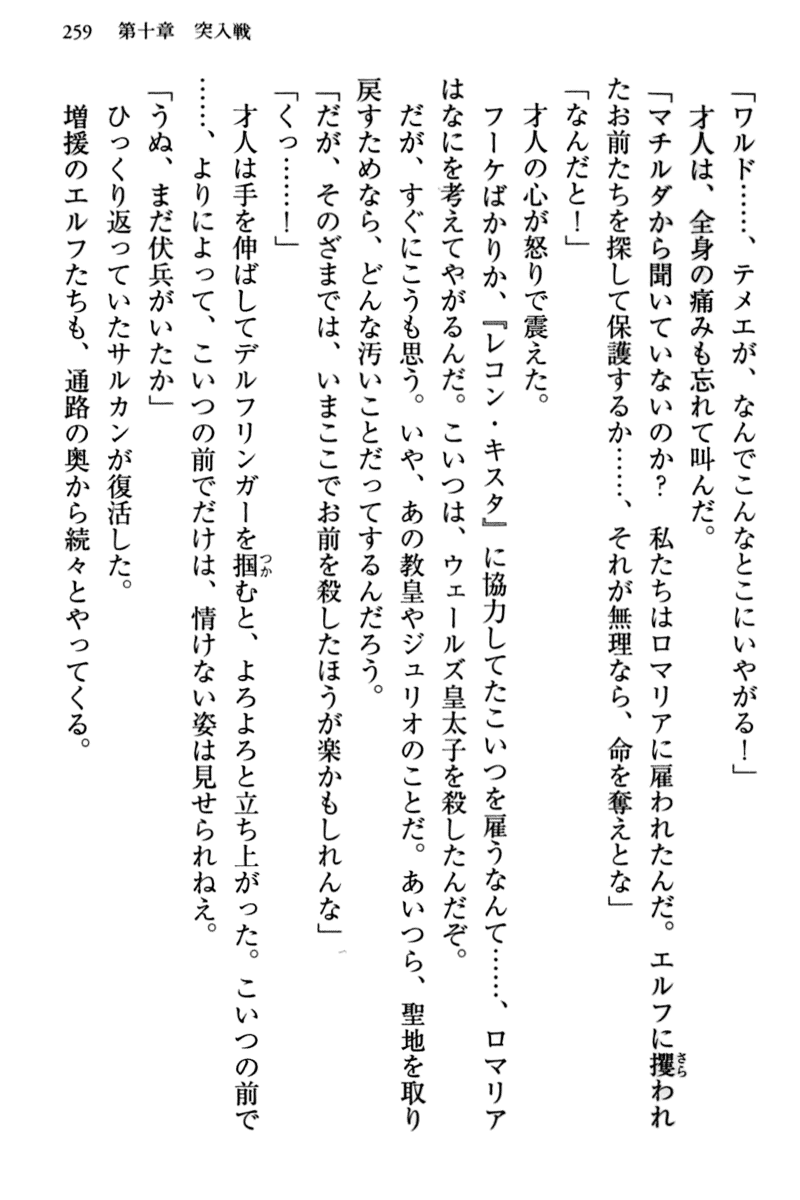 259　第十章　突入戦
「ワルド……、テメエが、なんでこんなとこにいやがる！」
才人は、全身の痛みも忘れて叫んだ。
「マチルダから聞いていないのか？　私たちはロマリアに雇われたんだ。エルフに攫われ
たお前たちを探して保護するか……、それが無理なら、命を奪えとな」
「なんだと！」
才人の心が怒りで震えた。
フーケばかりか、『レコン・キスタ』に協力してたこいつを雇うなんて……、ロマリア
はなにを考えてやがるんだ。こいつは、ウェールズ皇太子を殺したんだぞ。
だが、すぐにこうも思う。いや、あの教皇やジュリオのことだ。あいつら、聖地を取り
戻すためなら、どんな汚いことだってするんだろう。
「だが、そのざまでは、いまここでお前を殺したほうが楽かもしれんな」
「くっ……！」
才人は手を伸ばしてデルフリンガーを掴むと、よろよろと立ち上がった。こいつの前で
……、よりによって、こいつの前でだけは、情けない姿は見せられねえ。
「うぬ、まだ伏兵がいたか」
ひっくり返っていたサルカンが復活した。
増援のエルフたちも、通路の奥から続々とやってくる。